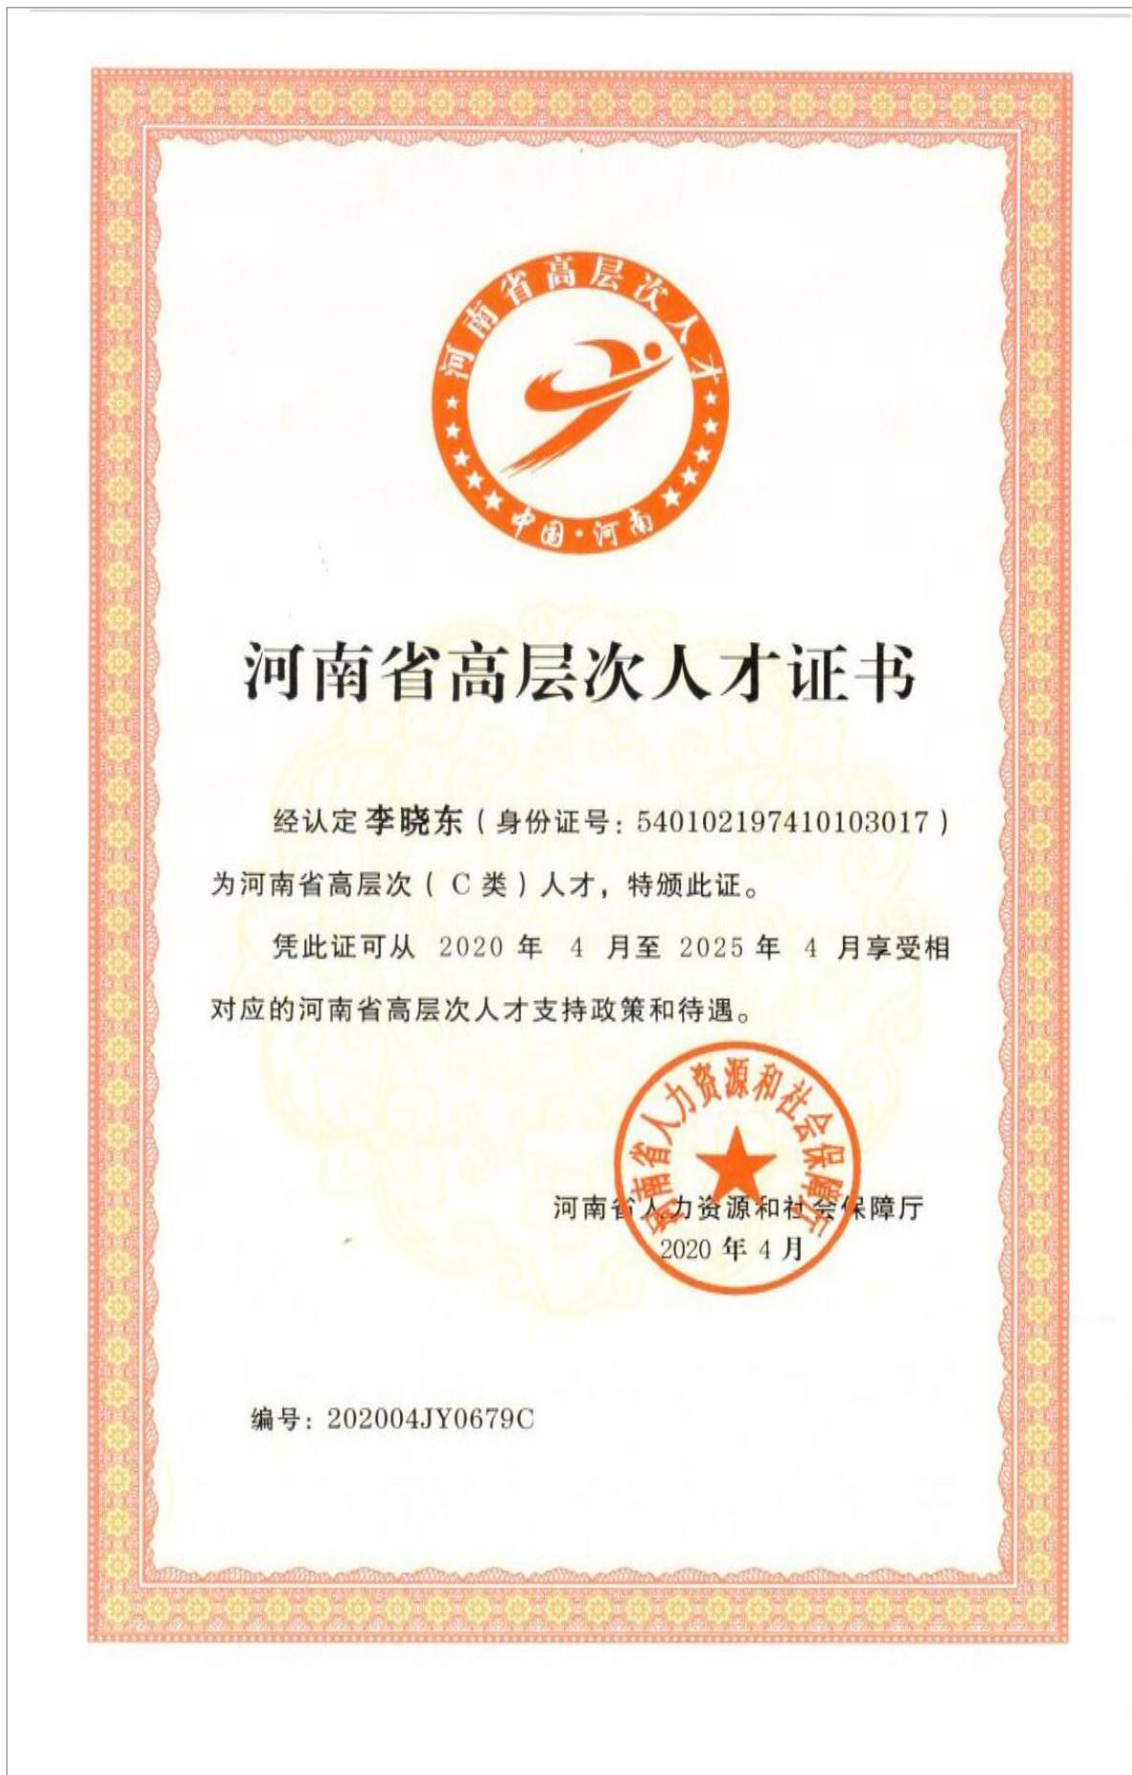 河南省高层次人才
中国·河南
河南省高层次人才证书
经认定李晓东（身份证号：540102197410103017）
为河南省高层次（C类）人才，特颁此证。
凭此证可从 2020 年 4 月至 2025 年 4 月享受相
对应的河南省高层次人才支持政策和待遇。
河南省人力资源和社会保障厅
河南省人力资源和社会保障厅
2020 年 4 月
编号：202004JY0679C